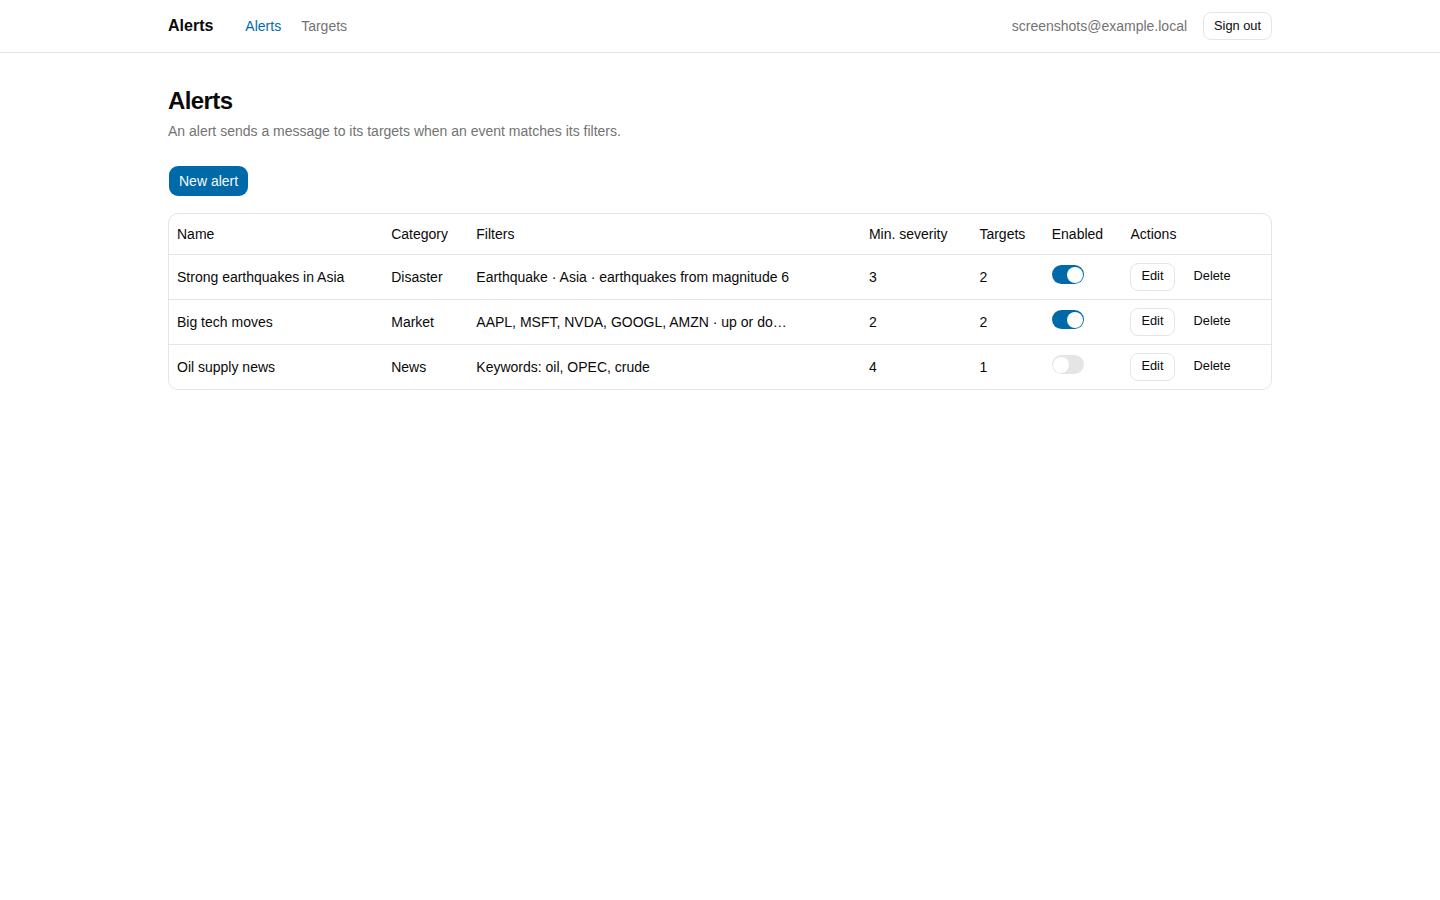 Alerts Alerts Targets screenshots@example.local Sign out
Alerts
An alert sends a message to its targets when an event matches its filters.
New alert
Name Category Filters Min. severity Targets Enabled Actions
Strong earthquakes in Asia Disaster Earthquake · Asia · earthquakes from magnitude 6 3 2 Edit Delete
Big tech moves Market AAPL, MSFT, NVDA, GOOGL, AMZN · up or do… 2 2 Edit Delete
Oil supply news News Keywords: oil, OPEC, crude 4 1 Edit Delete